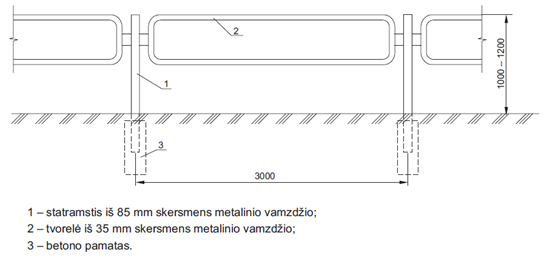 2
1000 – 1200
1
3
3000
1 – statramstis iš 85 mm skersmens metalinio vamzdžio;
2 – tvorelė iš 35 mm skersmens metalinio vamzdžio;
3 – betono pamatas.